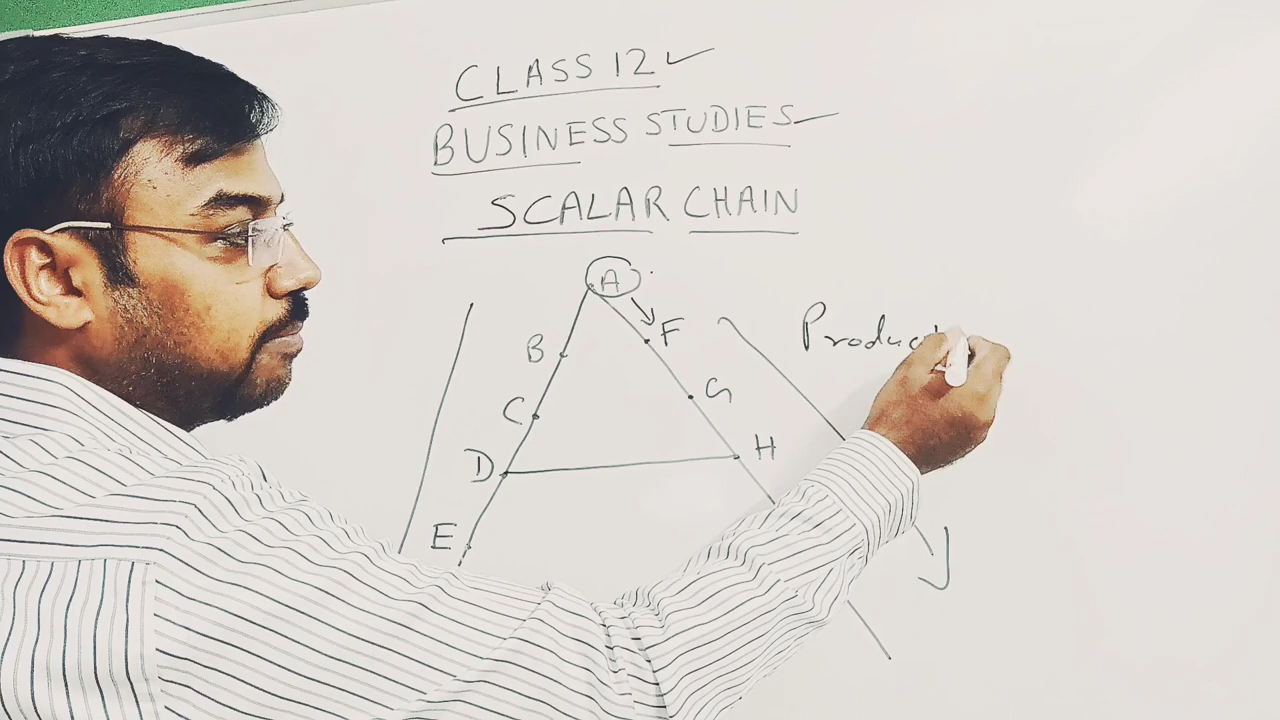 CLASS 12
BUSINESS STUDIES
SCALAR CHAIN
A
B
F
C
G
D
H
E
J